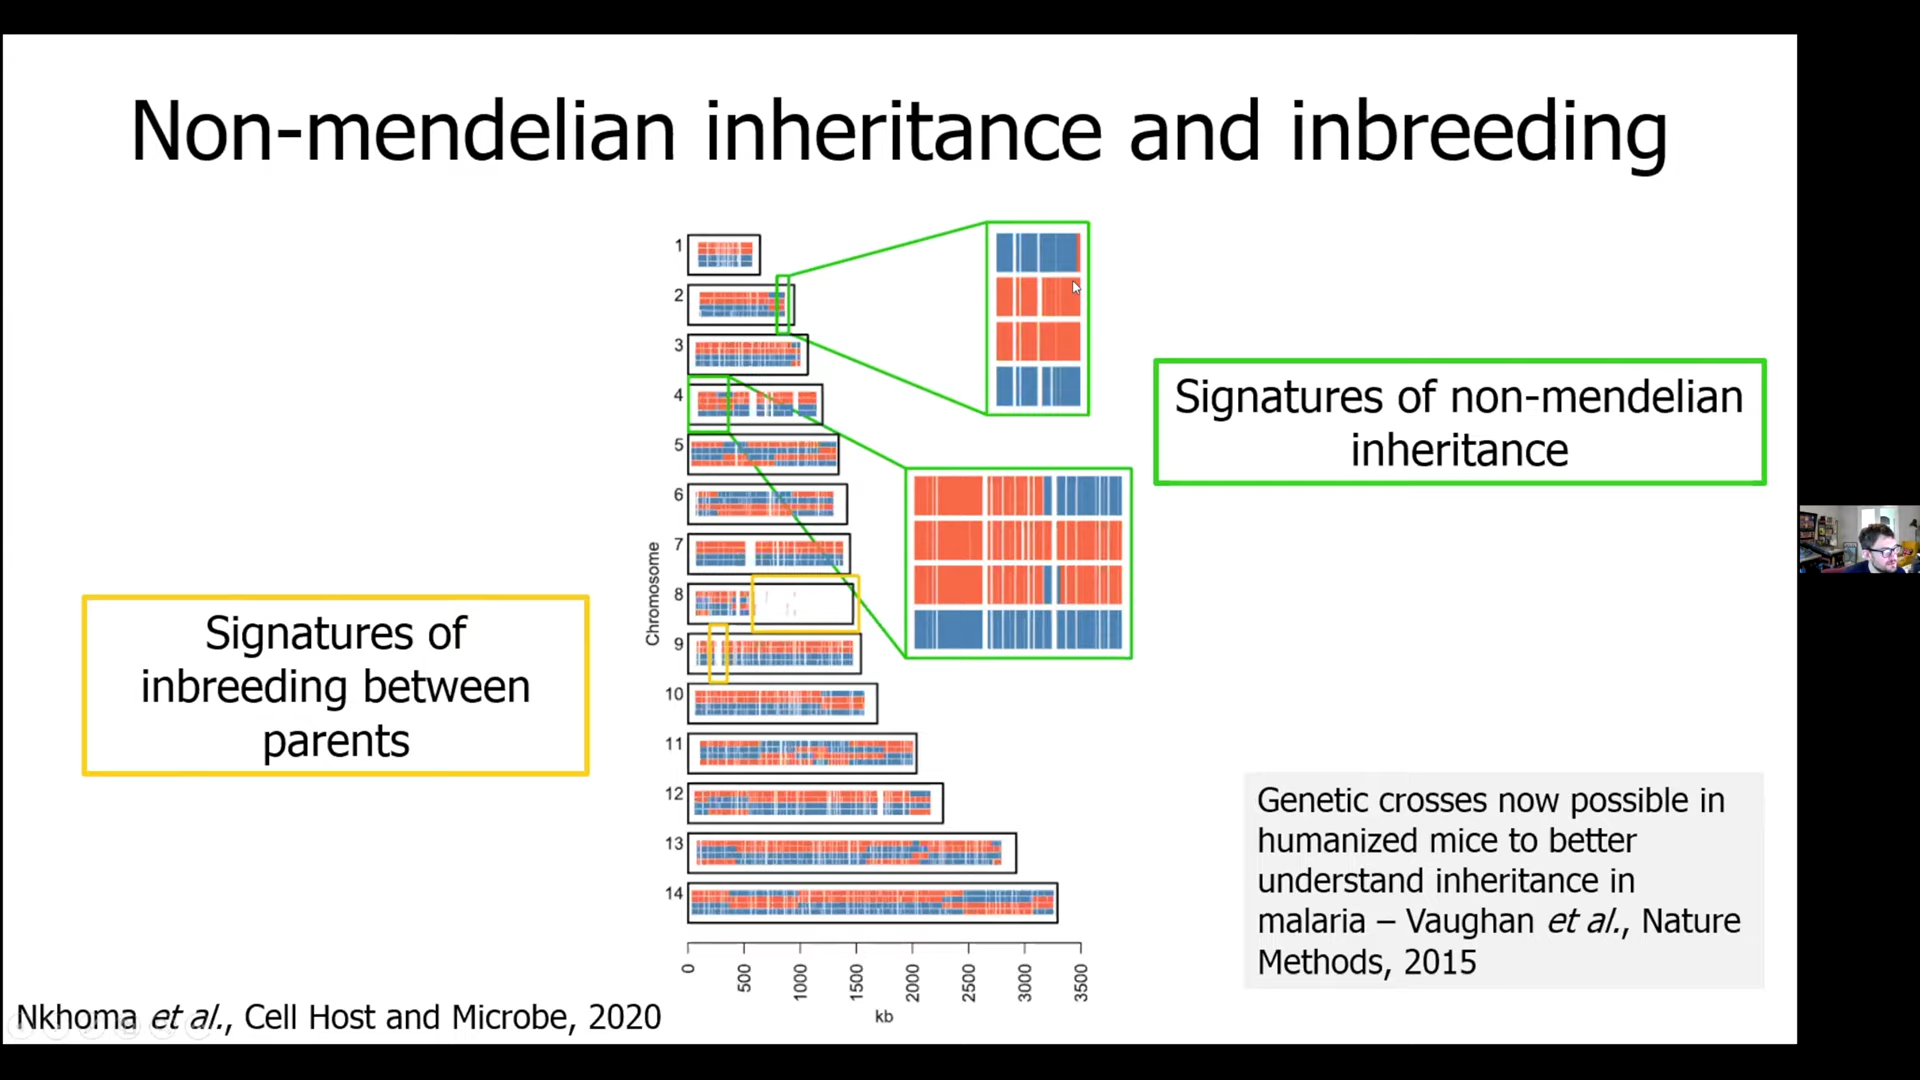 Non-mendelian inheritance and inbreeding
1
2
3
4
5
6
7
8
9
10
11
12
13
14
Chromosome
0
500
1000
1500
2000
2500
3000
3500
kb
Signatures of non-mendelian
inheritance
Signatures of
inbreeding between
parents
Genetic crosses now possible in
humanized mice to better
understand inheritance in
malaria – Vaughan et al., Nature
Methods, 2015
Nkhoma et al., Cell Host and Microbe, 2020